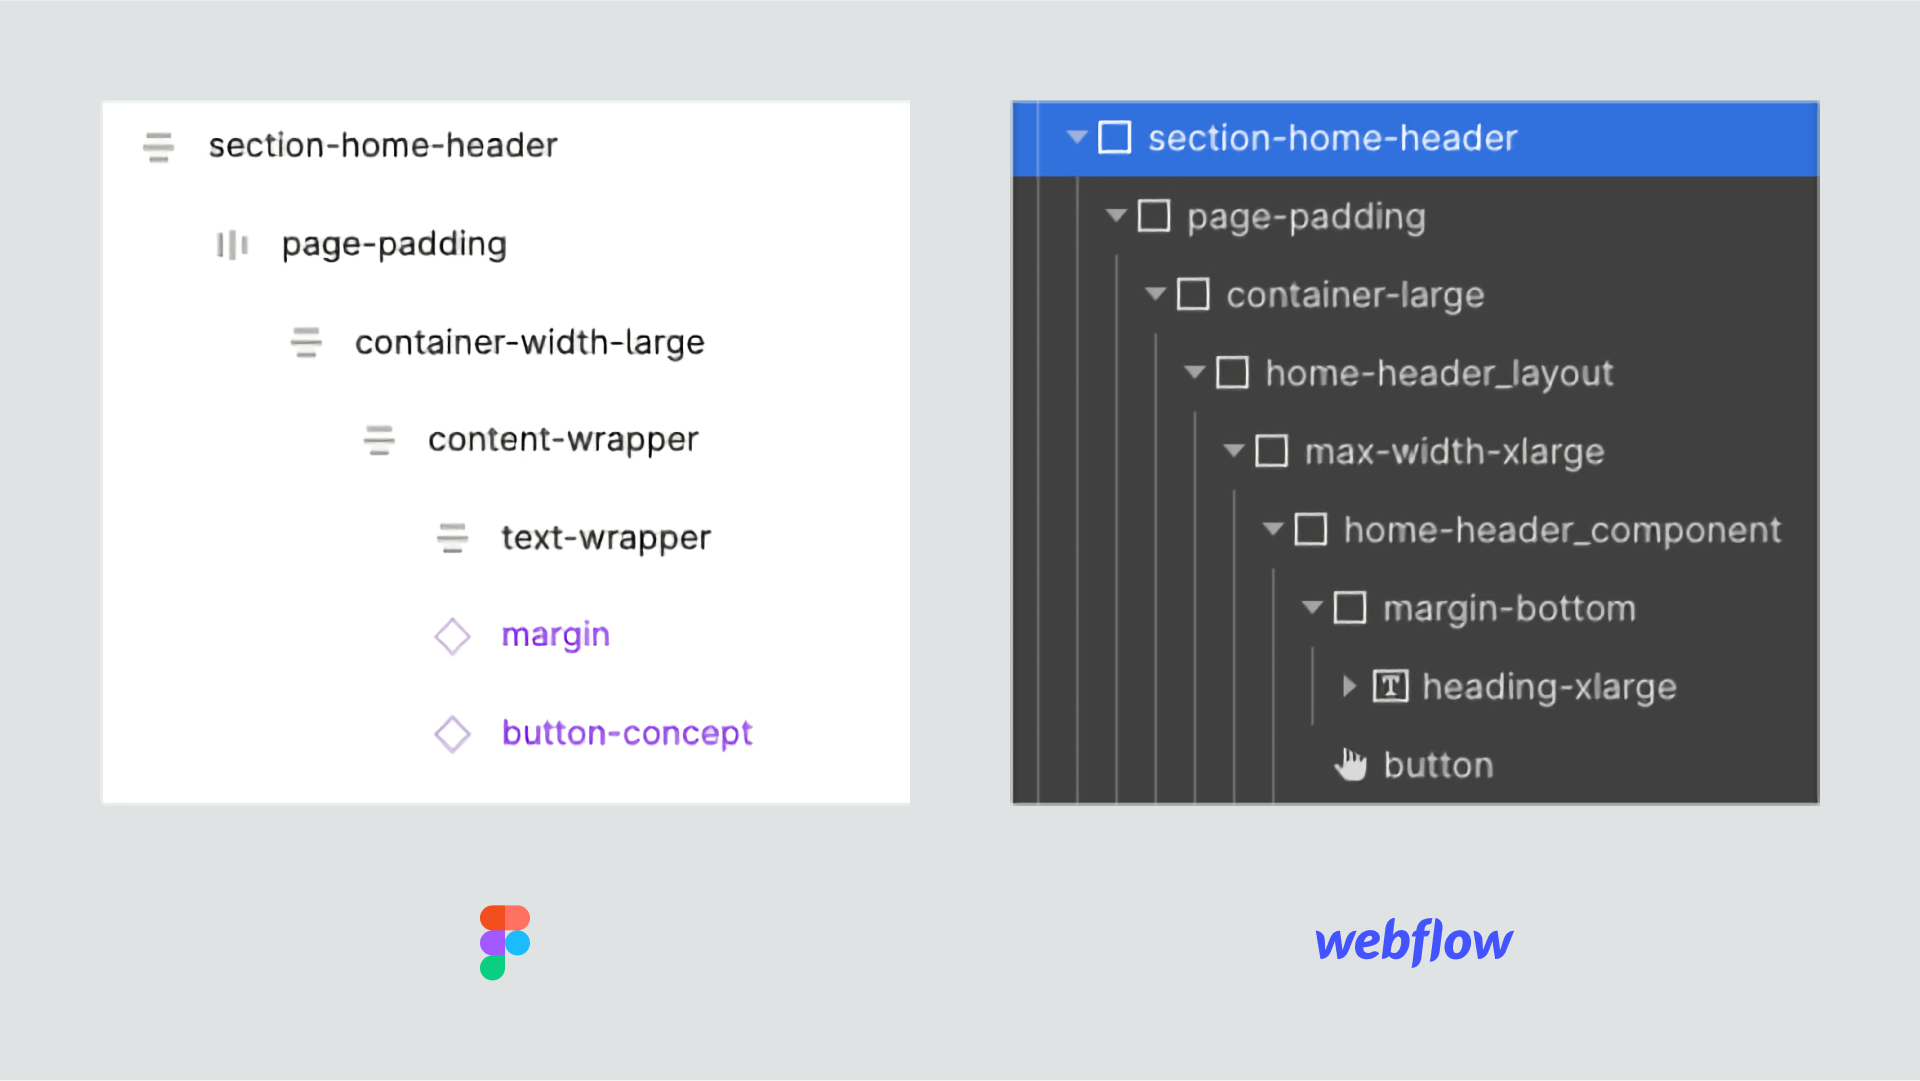 section-home-header
page-padding
container-width-large
content-wrapper
text-wrapper
margin
button-concept
section-home-header
page-padding
container-large
home-header_layout
max-width-xlarge
home-header_component
margin-bottom
T heading-xlarge
button
webflow